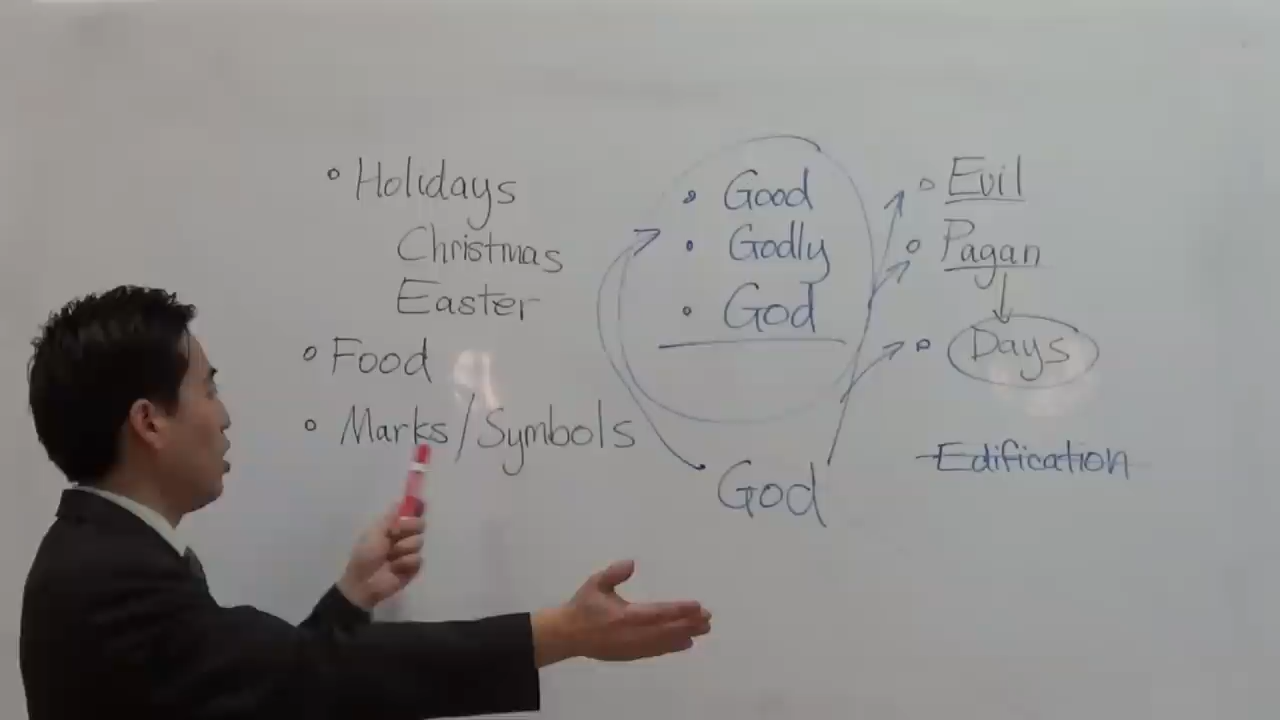 Holidays
Christmas
Easter
Food
Marks/Symbols
Good
Godly
God
God
Evil
Pagan
Days
Edification